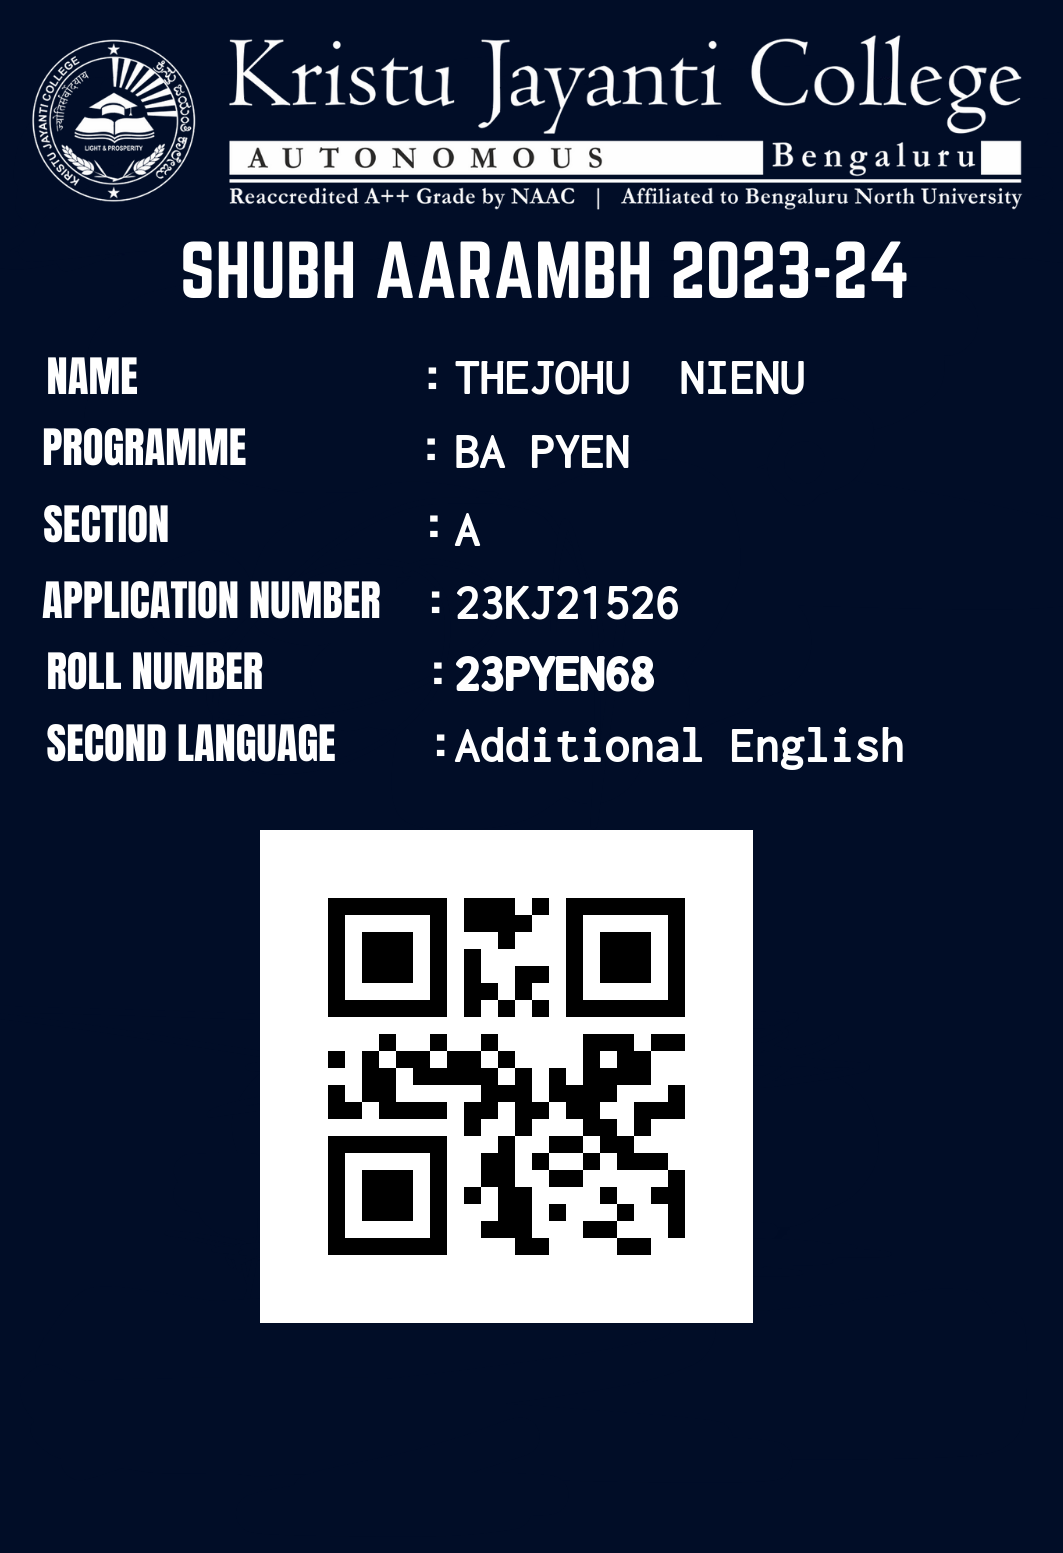 Kristu Jayanti College
AUTONOMOUS Bengaluru
Reaccredited A++ Grade by NAAC | Affiliated to Bengaluru North University
KRISTU JAYANTI COLLEGE
LIGHT & PROSPERITY
SHUBH AARAMBH 2023-24
NAME : THEJOHU NIENU
PROGRAMME : BA PYEN
SECTION : A
APPLICATION NUMBER : 23KJ21526
ROLL NUMBER : 23PYEN68
SECOND LANGUAGE : Additional English